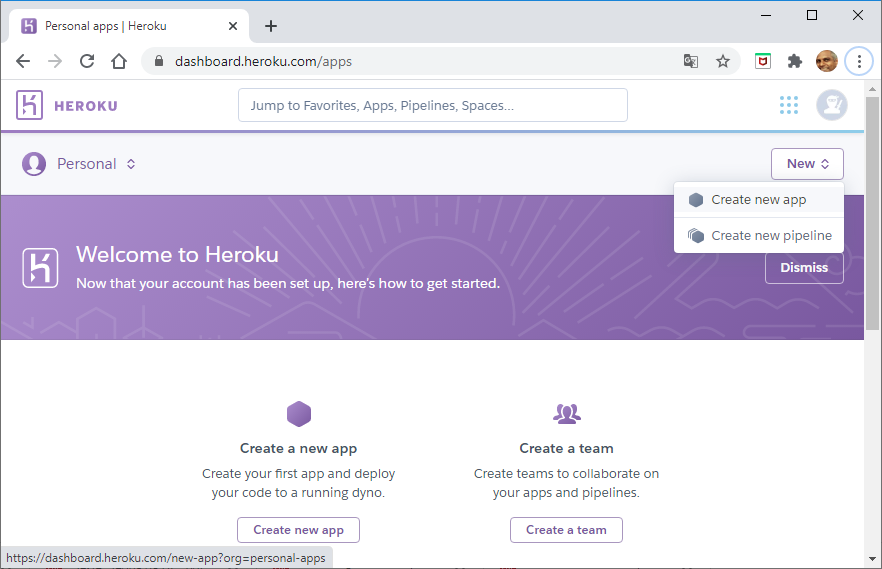 Personal apps | Heroku
dashboard.heroku.com/apps
HEROKU
Jump to Favorites, Apps, Pipelines, Spaces...
Personal
New
Create new app
Create new pipeline
Welcome to Heroku
Now that your account has been set up, here's how to get started.
Dismiss
Create a new app
Create your first app and deploy
your code to a running dyno.
Create new app
Create a team
Create teams to collaborate on
your apps and pipelines.
Create a team
https://dashboard.heroku.com/new-app?org=personal-apps